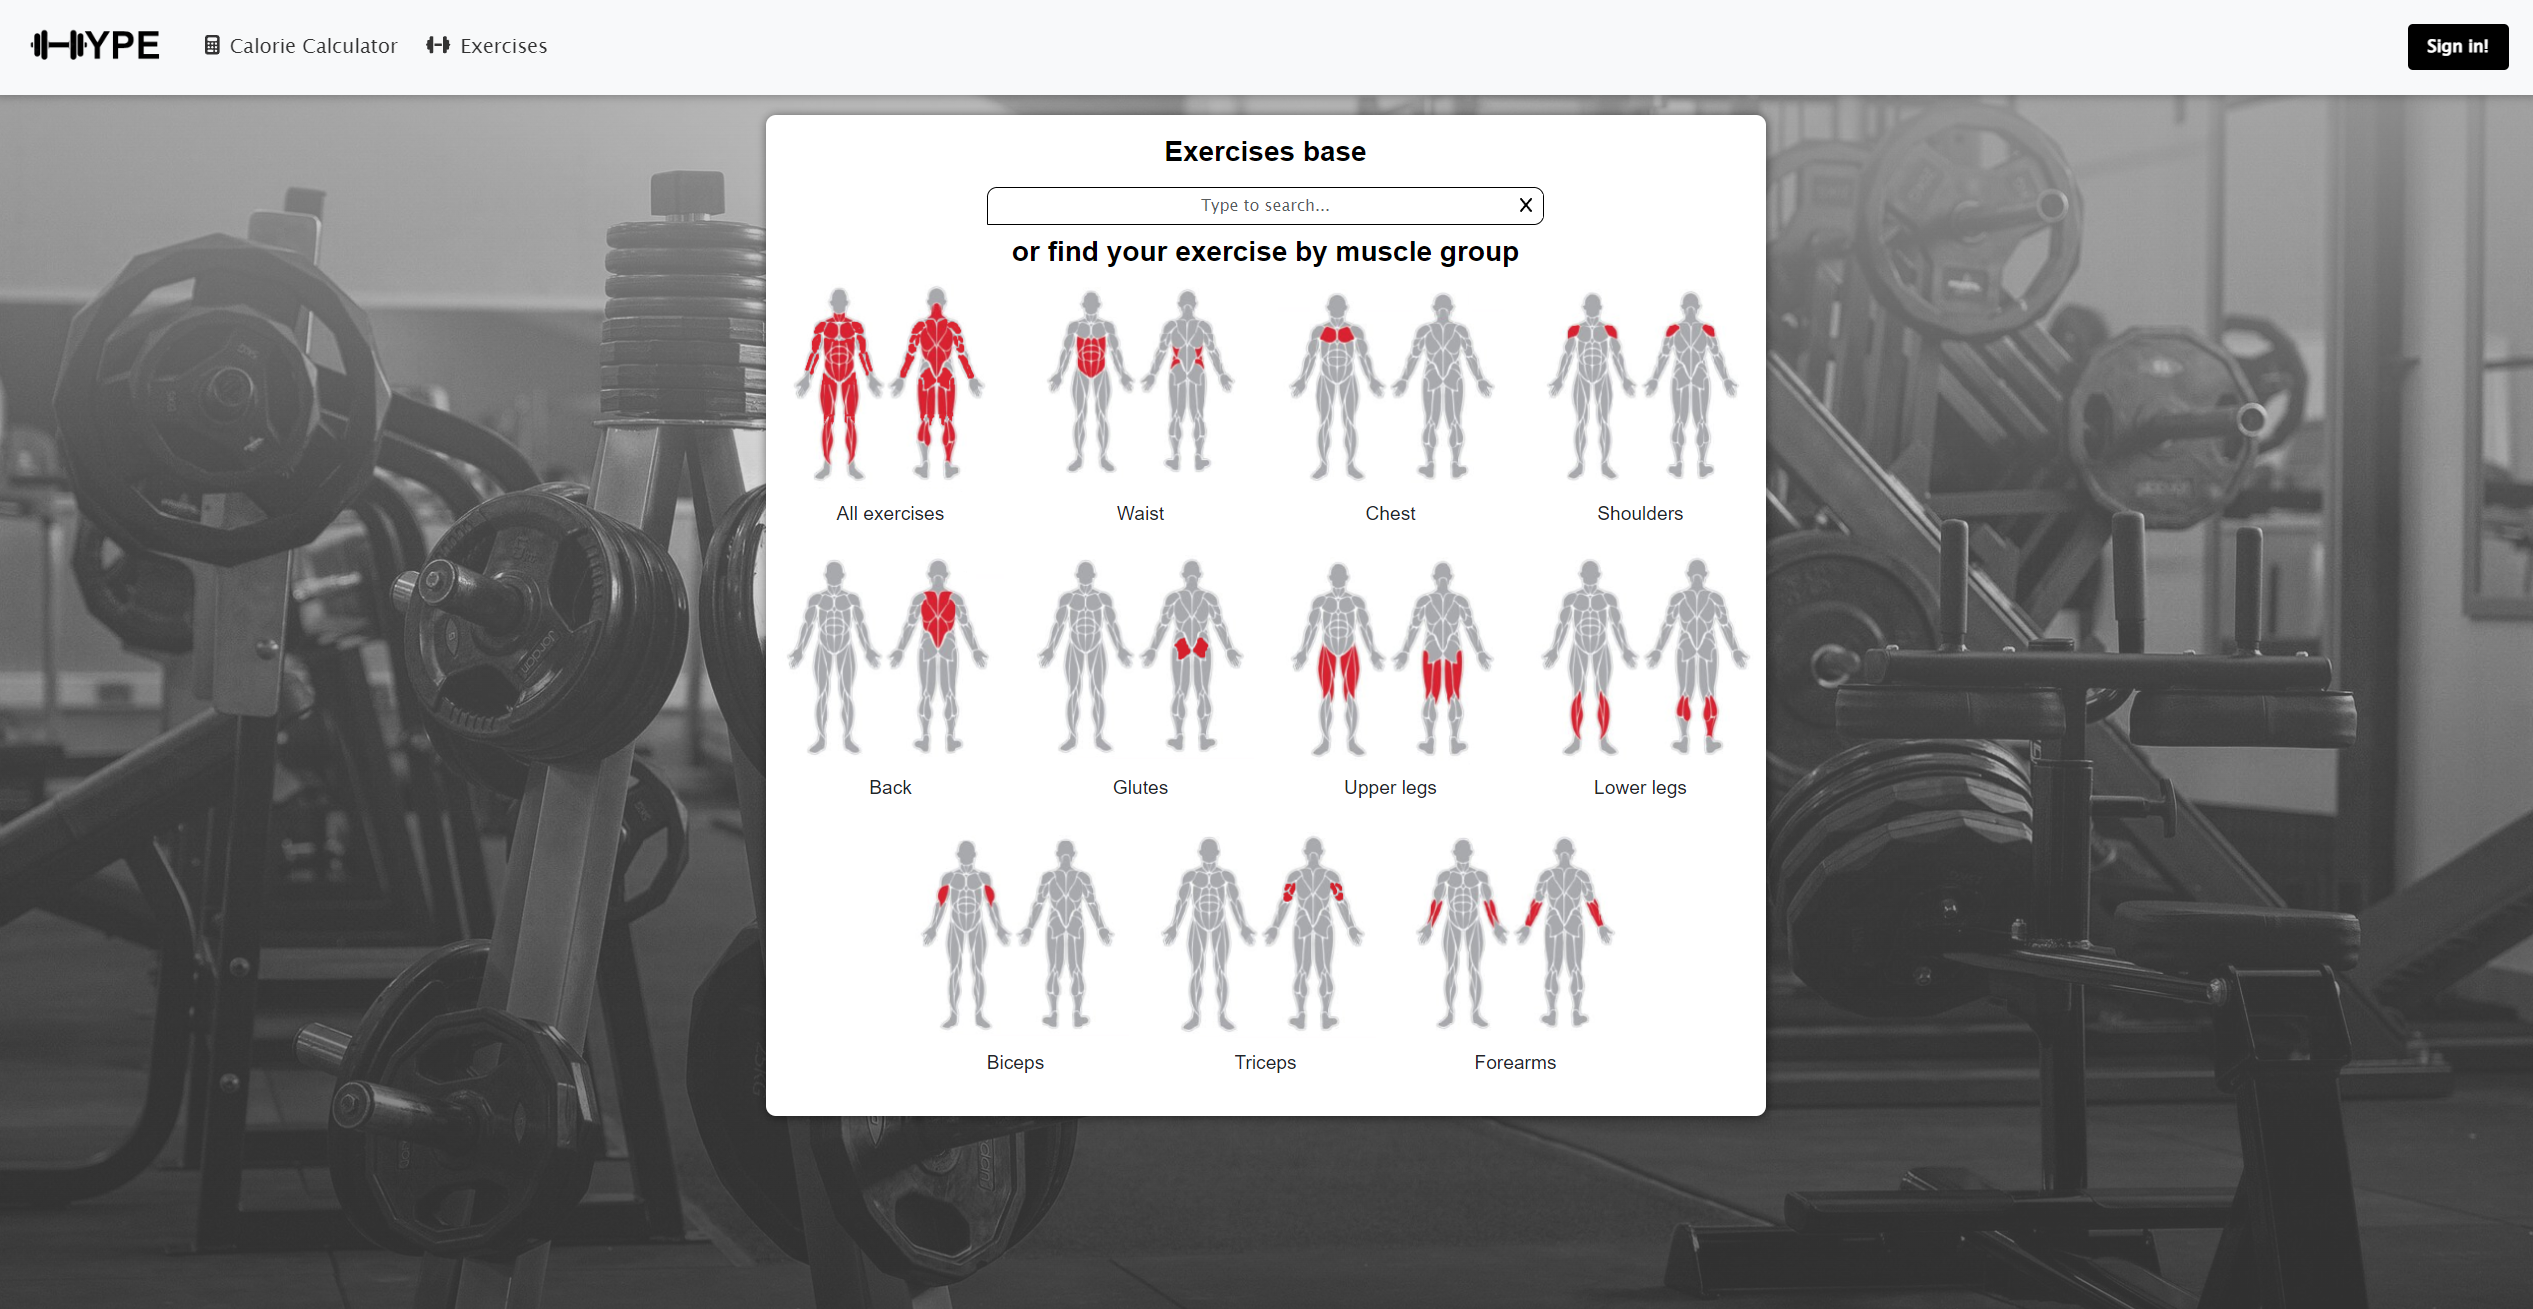 HYPE
Calorie Calculator
Exercises
Sign in!
Exercises base
Type to search...
X
or find your exercise by muscle group
All exercises
Waist
Chest
Shoulders
Back
Glutes
Upper legs
Lower legs
Biceps
Triceps
Forearms